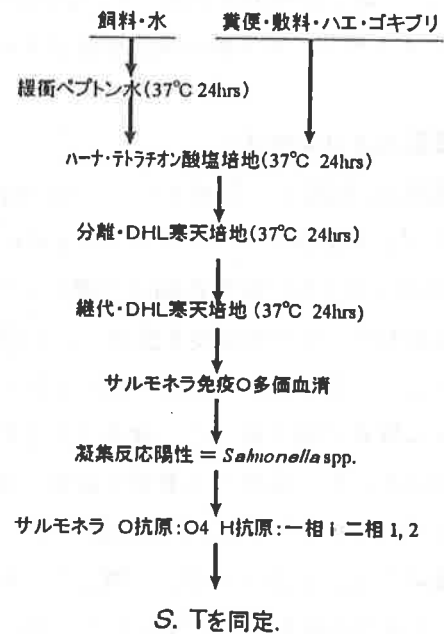 飼料・水
糞便・敷料・ハエ・ゴキブリ
緩衝ペプトン水(37℃ 24hrs)
ハーナ・テトラチオン酸塩培地(37℃ 24hrs)
分離・DHL寒天培地(37℃ 24hrs)
継代・DHL寒天培地(37℃ 24hrs)
サルモネラ免疫O多価血清
凝集反応陽性 = Salmonella spp.
サルモネラ O抗原:O4 H抗原:一相 i 二相 1, 2
S. Tを同定.